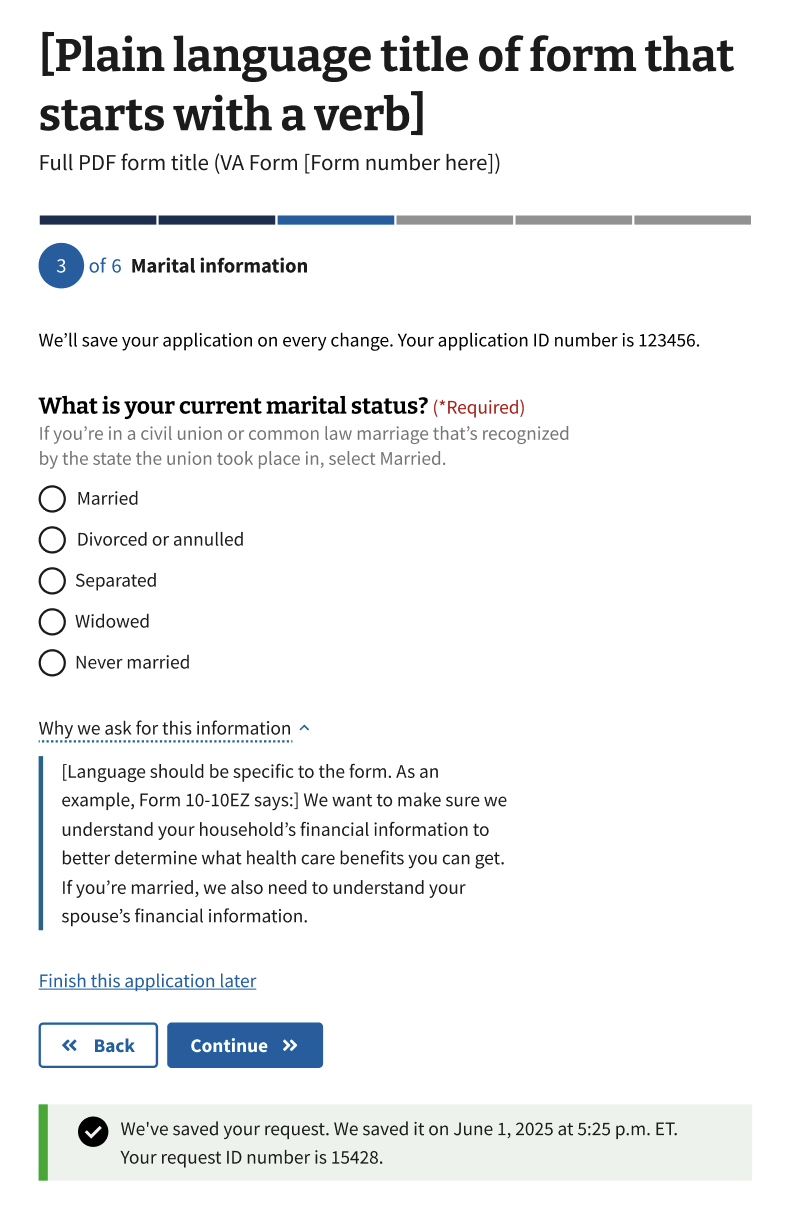 [Plain language title of form that
starts with a verb]
Full PDF form title (VA Form [Form number here])
3 of 6 Marital information
We’ll save your application on every change. Your application ID number is 123456.
What is your current marital status? (*Required)
If you’re in a civil union or common law marriage that’s recognized
by the state the union took place in, select Married.
Married
Divorced or annulled
Separated
Widowed
Never married
Why we ask for this information
[Language should be specific to the form. As an
example, Form 10-10EZ says:] We want to make sure we
understand your household’s financial information to
better determine what health care benefits you can get.
If you’re married, we also need to understand your
spouse’s financial information.
Finish this application later
Back
Continue
We've saved your request. We saved it on June 1, 2025 at 5:25 p.m. ET.
Your request ID number is 15428.